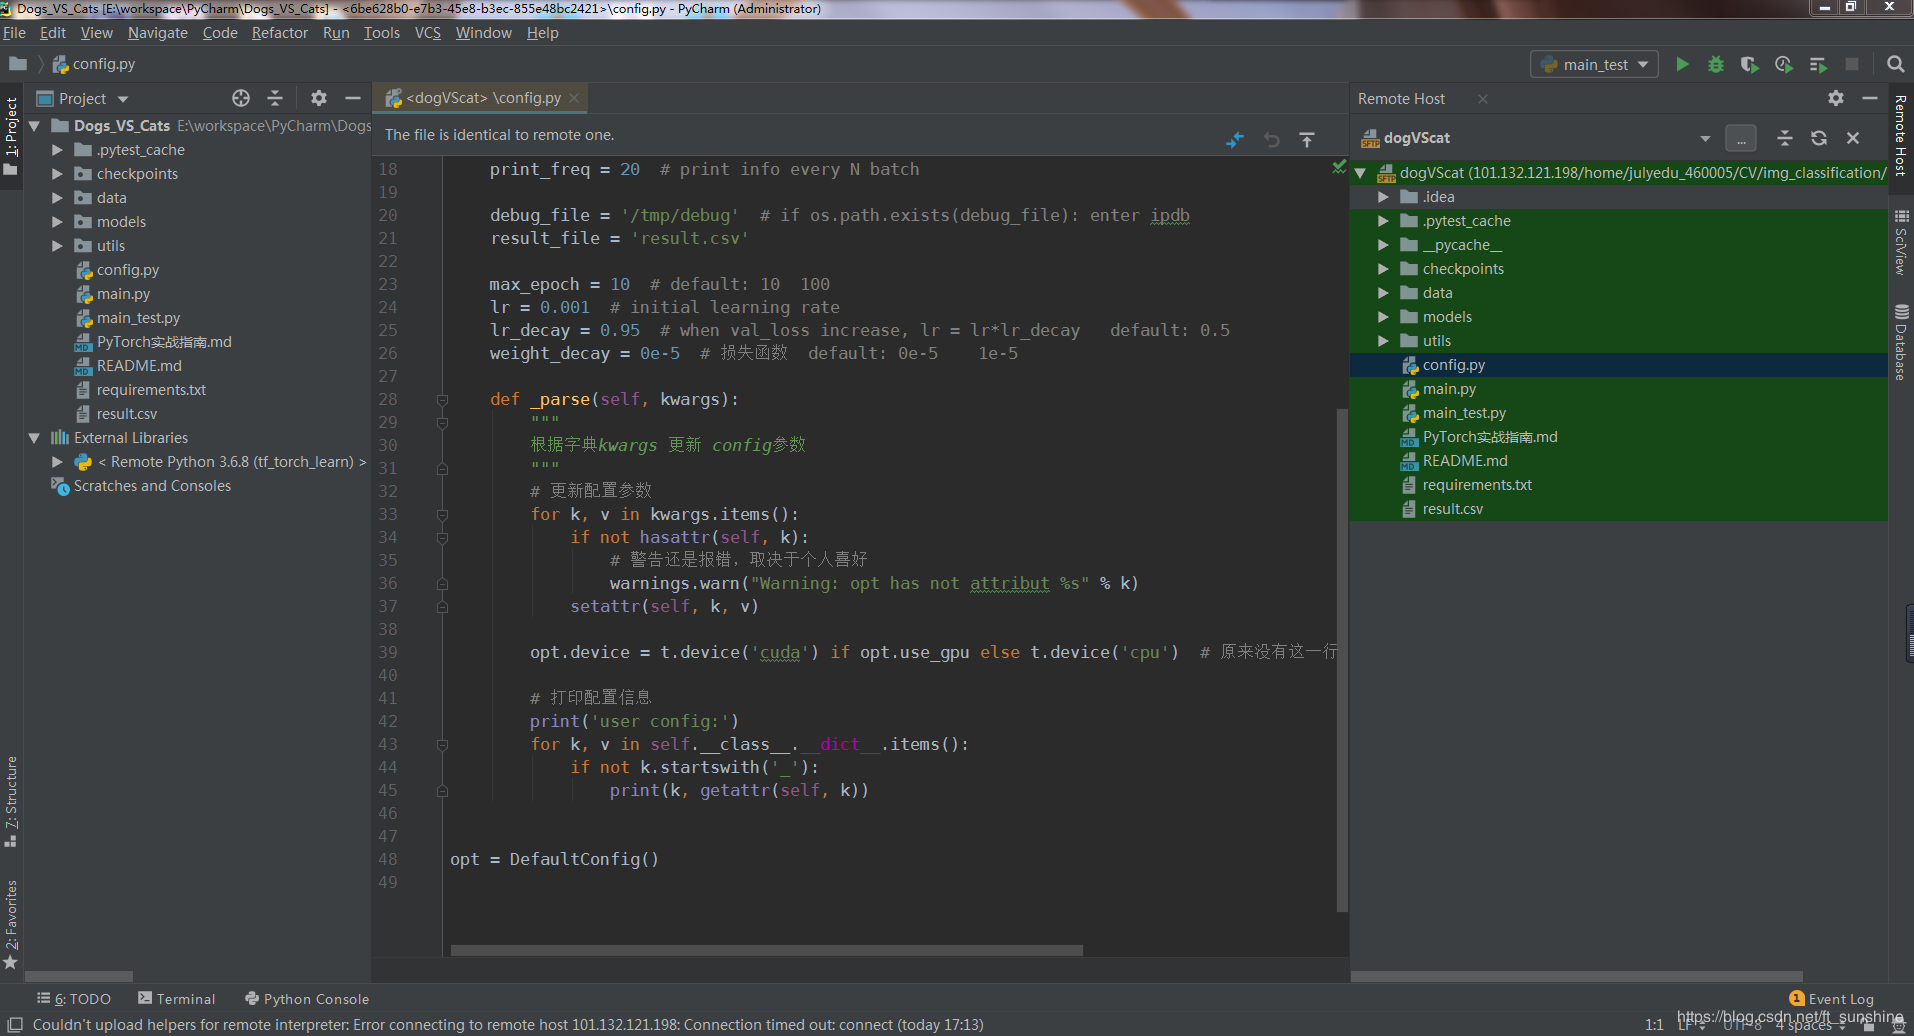 Dogs_VS_Cats [E:\workspace\PyCharm\Dogs_VS_Cats] - <6be628b0-e7b3-45e8-b3ec-855e48bc2421>\config.py - PyCharm (Administrator)
File Edit View Navigate Code Refactor Run Tools VCS Window Help
config.py
main_test
Project
<dogVScat> \config.py
Remote Host
The file is identical to remote one.
dogVScat
...
1: Project
7: Structure
2: Favorites
Dogs_VS_Cats E:\workspace\PyCharm\Dogs
.pytest_cache
checkpoints
data
models
utils
config.py
main.py
main_test.py
PyTorch实战指南.md
README.md
requirements.txt
result.csv
External Libraries
< Remote Python 3.6.8 (tf_torch_learn) >
Scratches and Consoles
18 print_freq = 20  # print info every N batch
19
20 debug_file = '/tmp/debug'  # if os.path.exists(debug_file): enter ipdb
21 result_file = 'result.csv'
22
23 max_epoch = 10  # default: 10  100
24 lr = 0.001  # initial learning rate
25 lr_decay = 0.95  # when val_loss increase, lr = lr*lr_decay   default: 0.5
26 weight_decay = 0e-5  # 损失函数  default: 0e-5    1e-5
27
28 def _parse(self, kwargs):
29 """
30 根据字典kwargs 更新 config参数
31 """
32 # 更新配置参数
33 for k, v in kwargs.items():
34 if not hasattr(self, k):
35 # 警告还是报错，取决于个人喜好
36 warnings.warn("Warning: opt has not attribut %s" % k)
37 setattr(self, k, v)
38
39 opt.device = t.device('cuda') if opt.use_gpu else t.device('cpu')  # 原来没有这一行
40
41 # 打印配置信息
42 print('user config:')
43 for k, v in self.__class__.__dict__.items():
44 if not k.startswith('_'):
45 print(k, getattr(self, k))
46
47
48 opt = DefaultConfig()
49
dogVScat (101.132.121.198/home/julyedu_460005/CV/img_classification/
.idea
.pytest_cache
__pycache__
checkpoints
data
models
utils
config.py
main.py
main_test.py
PyTorch实战指南.md
README.md
requirements.txt
result.csv
Remote Host
SciView
Database
6: TODO Terminal Python Console
1 Event Log
Couldn't upload helpers for remote interpreter: Error connecting to remote host 101.132.121.198: Connection timed out: connect (today 17:13)
1:1 LF UTF-8 4 spaces
https://blog.csdn.net/ft_sunshine